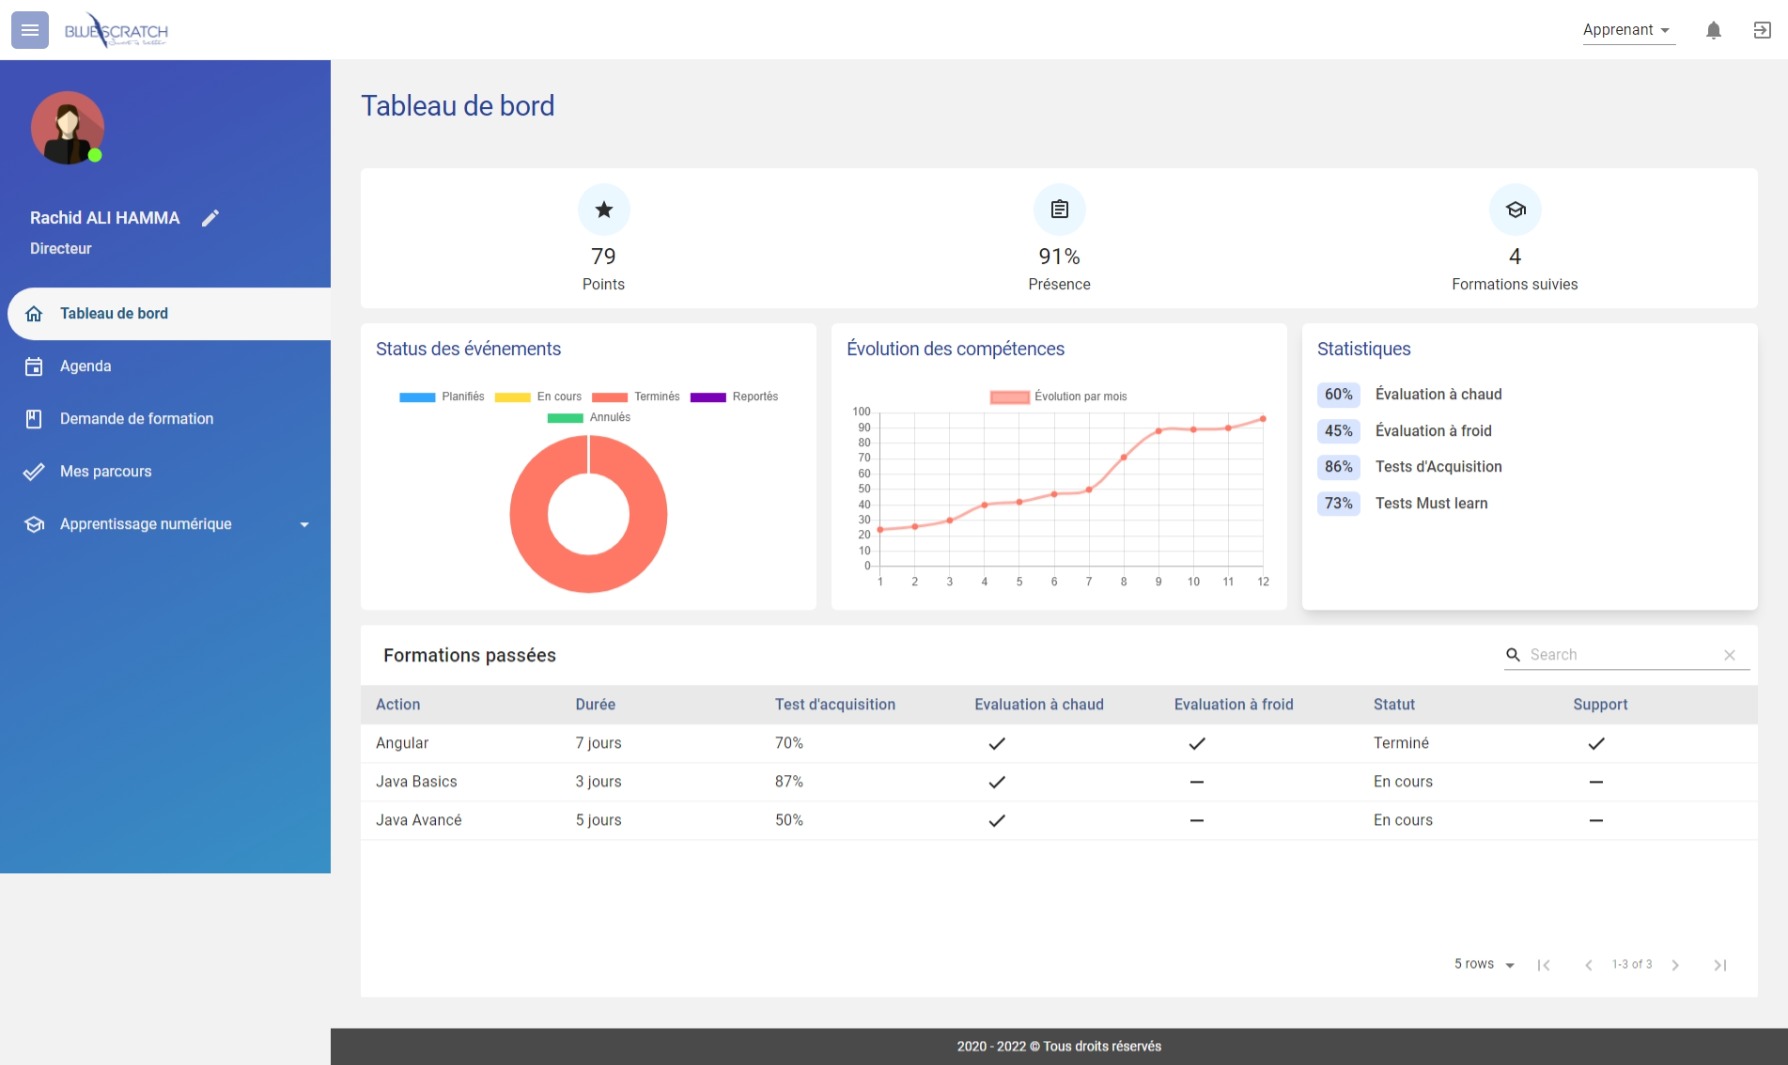 BLUESCRATCH
Apprenant
Rachid ALI HAMMA
Directeur
Tableau de bord
Agenda
Demande de formation
Mes parcours
Apprentissage numérique
Tableau de bord
79
Points
91%
Présence
4
Formations suivies
Status des événements
Planifiés En cours Terminés Reportés
Annulés
Évolution des compétences
Évolution par mois
100
90
80
70
60
50
40
30
20
10
0
1 2 3 4 5 6 7 8 9 10 11 12
Statistiques
60% Évaluation à chaud
45% Évaluation à froid
86% Tests d'Acquisition
73% Tests Must learn
Formations passées
Search
Action Durée Test d'acquisition Evaluation à chaud Evaluation à froid Statut Support
Angular 7 jours 70% Terminé
Java Basics 3 jours 87% En cours
Java Avancé 5 jours 50% En cours
5 rows 1-3 of 3
2020 - 2022 © Tous droits réservés